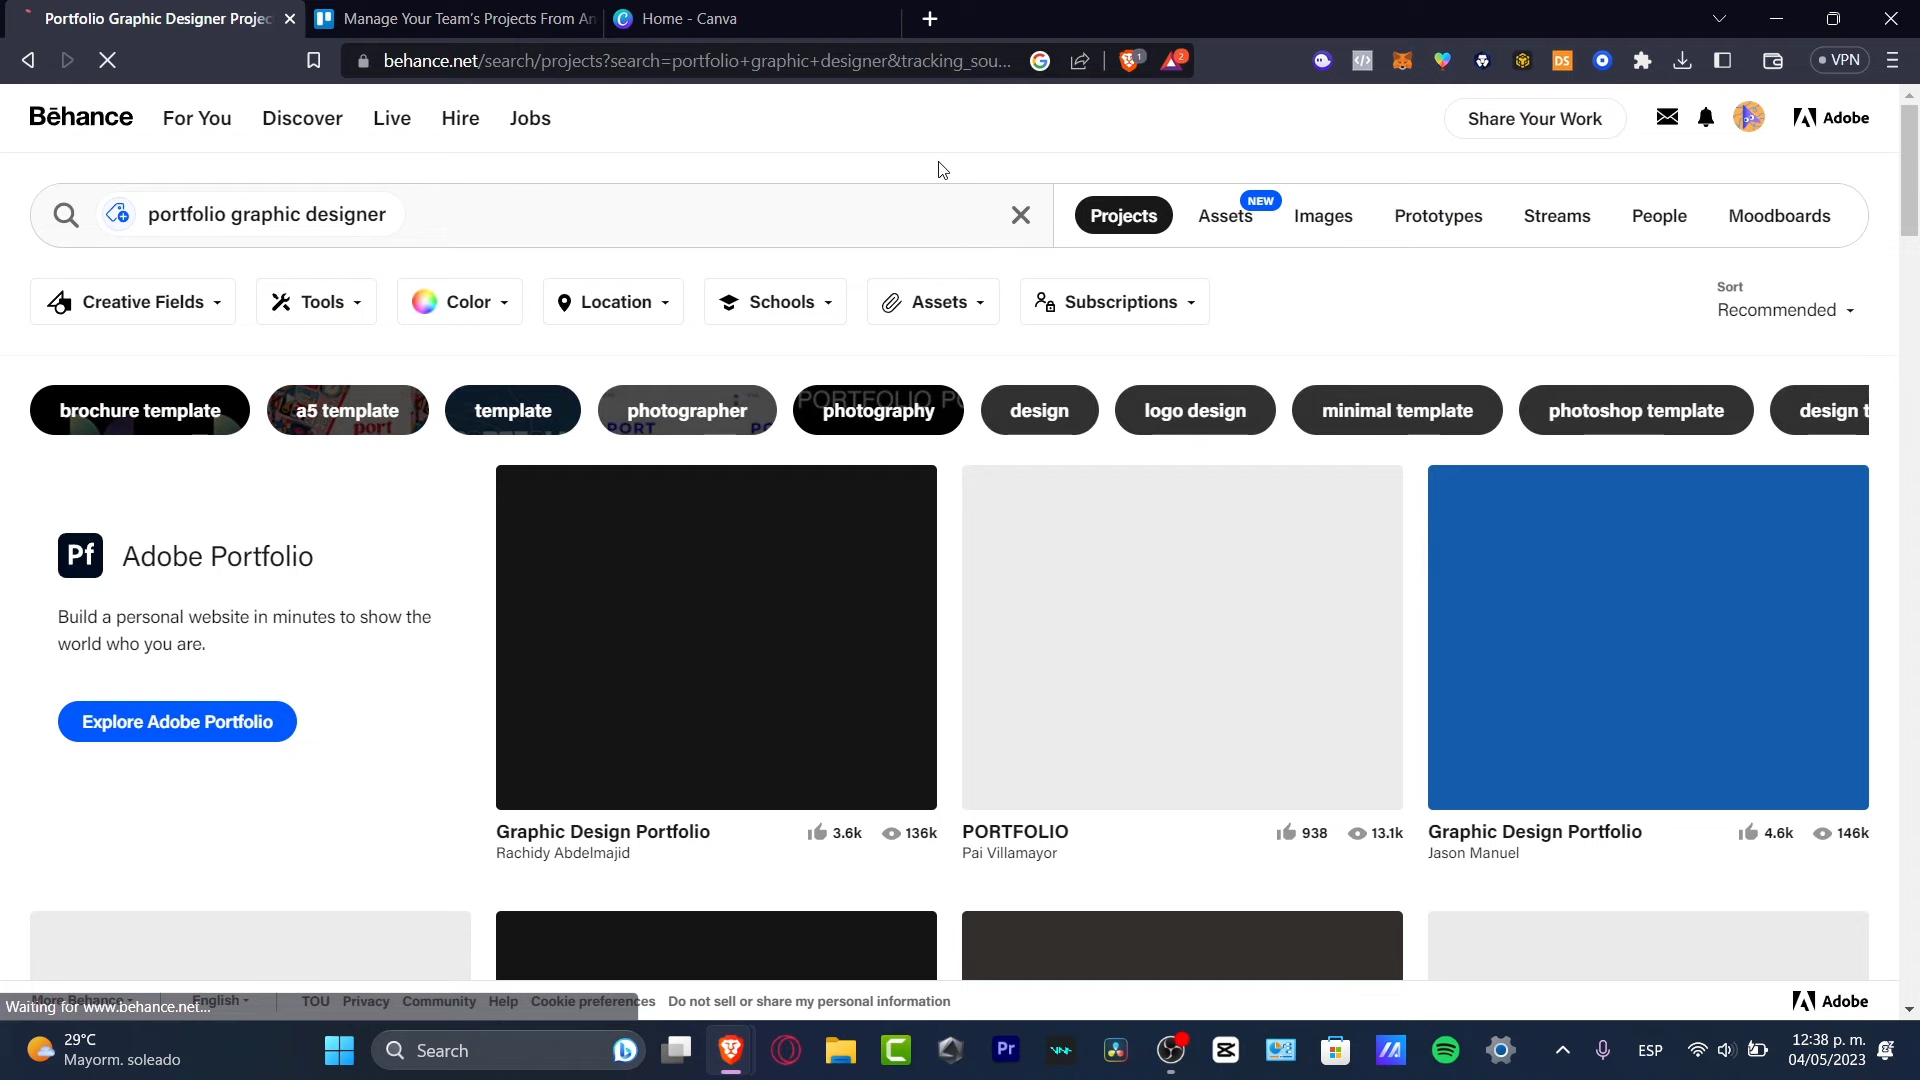 Portfolio Graphic Designer Projec
Manage Your Team's Projects From An
Home - Canva
behance.net/search/projects?search=portfolio+graphic+designer&tracking_sou...
1
2
DS
VPN
Bēhance
For You
Discover
Live
Hire
Jobs
Share Your Work
Adobe
portfolio graphic designer
Projects
Assets
NEW
Images
Prototypes
Streams
People
Moodboards
Creative Fields
Tools
Color
Location
Schools
Assets
Subscriptions
Sort
Recommended
brochure template
a5 template
template
photographer
photography
design
logo design
minimal template
photoshop template
design t
Pf Adobe Portfolio
Build a personal website in minutes to show the
world who you are.
Explore Adobe Portfolio
Graphic Design Portfolio
3.6k
136k
Rachidy Abdelmajid
PORTFOLIO
938
13.1k
Pai Villamayor
Graphic Design Portfolio
4.6k
146k
Jason Manuel
More Behance
English
TOU
Privacy
Community
Help
Cookie preferences
Do not sell or share my personal information
Adobe
Waiting for www.behance.net...
29°C
Mayorm. soleado
Search
Pr
ESP
12:38 p. m.
04/05/2023